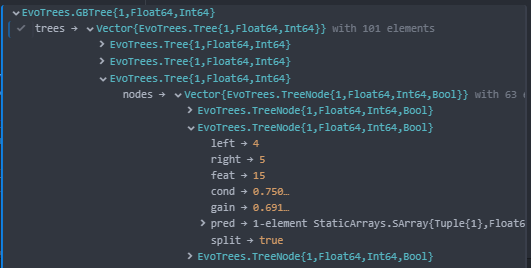 EvoTrees.GBTree{1,Float64,Int64}
trees → Vector{EvoTrees.Tree{1,Float64,Int64}} with 101 elements
EvoTrees.Tree{1,Float64,Int64}
EvoTrees.Tree{1,Float64,Int64}
EvoTrees.Tree{1,Float64,Int64}
nodes → Vector{EvoTrees.TreeNode{1,Float64,Int64,Bool}} with 63 e
EvoTrees.TreeNode{1,Float64,Int64,Bool}
EvoTrees.TreeNode{1,Float64,Int64,Bool}
left → 4
right → 5
feat → 15
cond → 0.750…
gain → 0.691…
pred → 1-element StaticArrays.SArray{Tuple{1},Float6
split → true
EvoTrees.TreeNode{1,Float64,Int64,Bool}